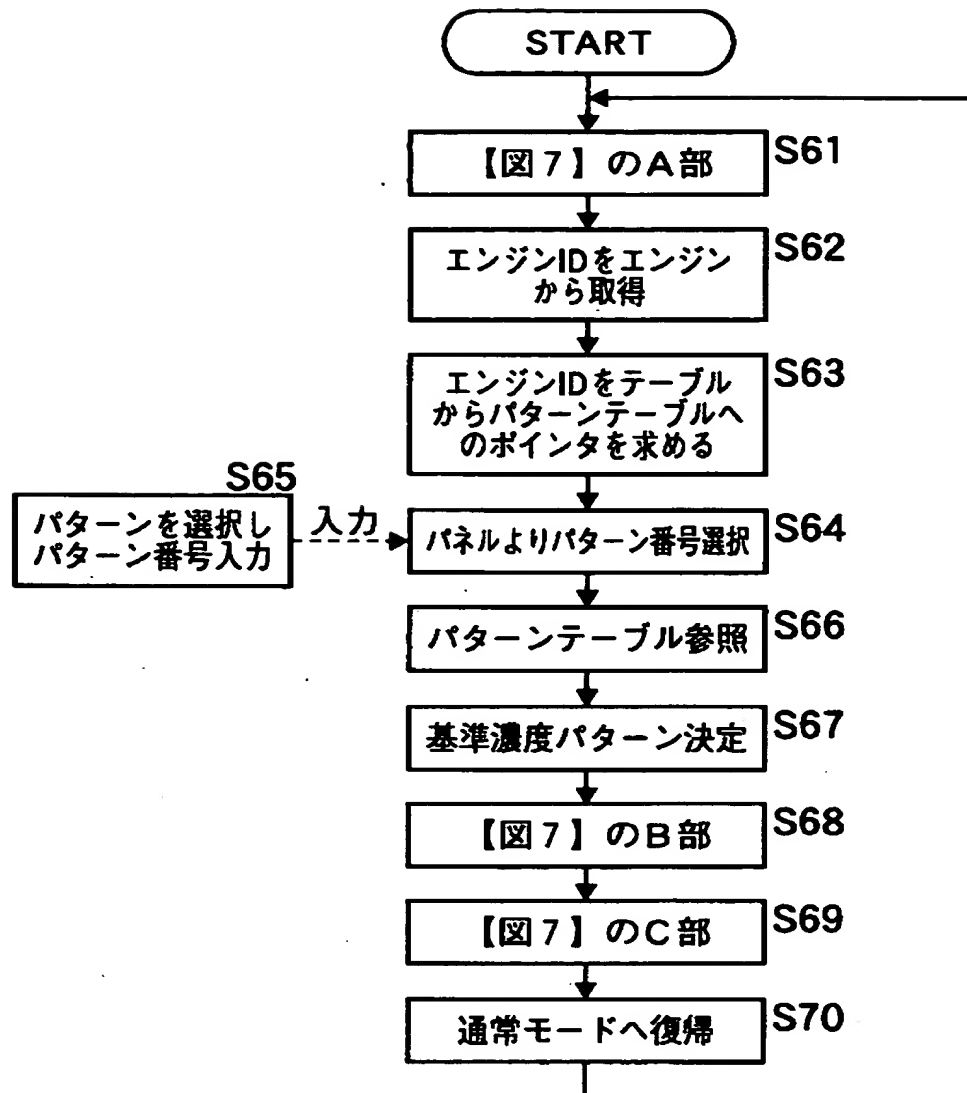 START
【図7】のA部
S61
エンジンIDをエンジン
から取得
S62
エンジンIDをテーブル
からパターンテーブルへ
のポインタを求める
S63
S65
パターンを選択し
パターン番号入力
入力
パネルよりパターン番号選択
S64
パターンテーブル参照
S66
基準濃度パターン決定
S67
【図7】のB部
S68
【図7】のC部
S69
通常モードへ復帰
S70